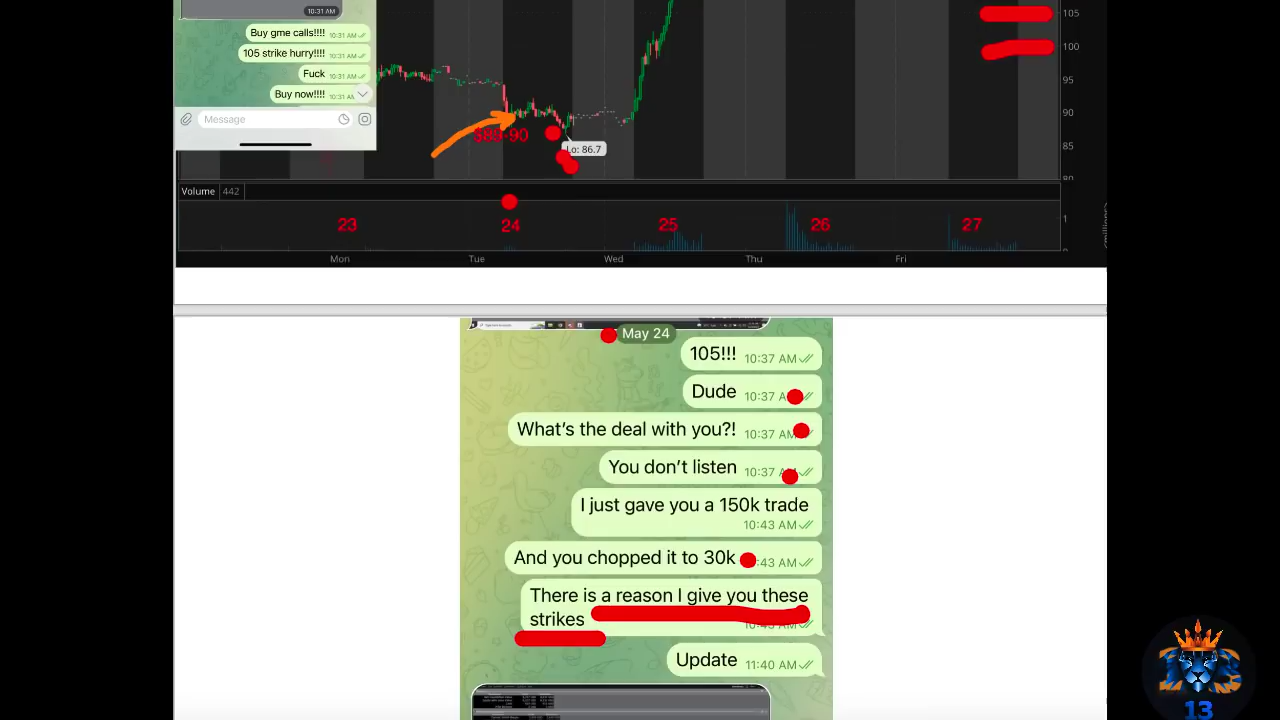 10:31 AM
Buy gme calls!!!! 10:31 AM
105 strike hurry!!!! 10:31 AM
Fuck 10:31 AM
Buy now!!!! 10:31 AM
Message
105
100
95
90
85
80
$89-90
Lo: 86.7
Volume 442
23 24 25 26 27
1
0
Mon Tue Wed Thu Fri
May 24
105!!! 10:37 AM
Dude 10:37 A
What's the deal with you?! 10:37 AM
You don't listen 10:37 AM
I just gave you a 150k trade
10:43 AM
And you chopped it to 30k :43 AM
There is a reason I give you these
strikes
10:43 AM
Update 11:40 AM
13